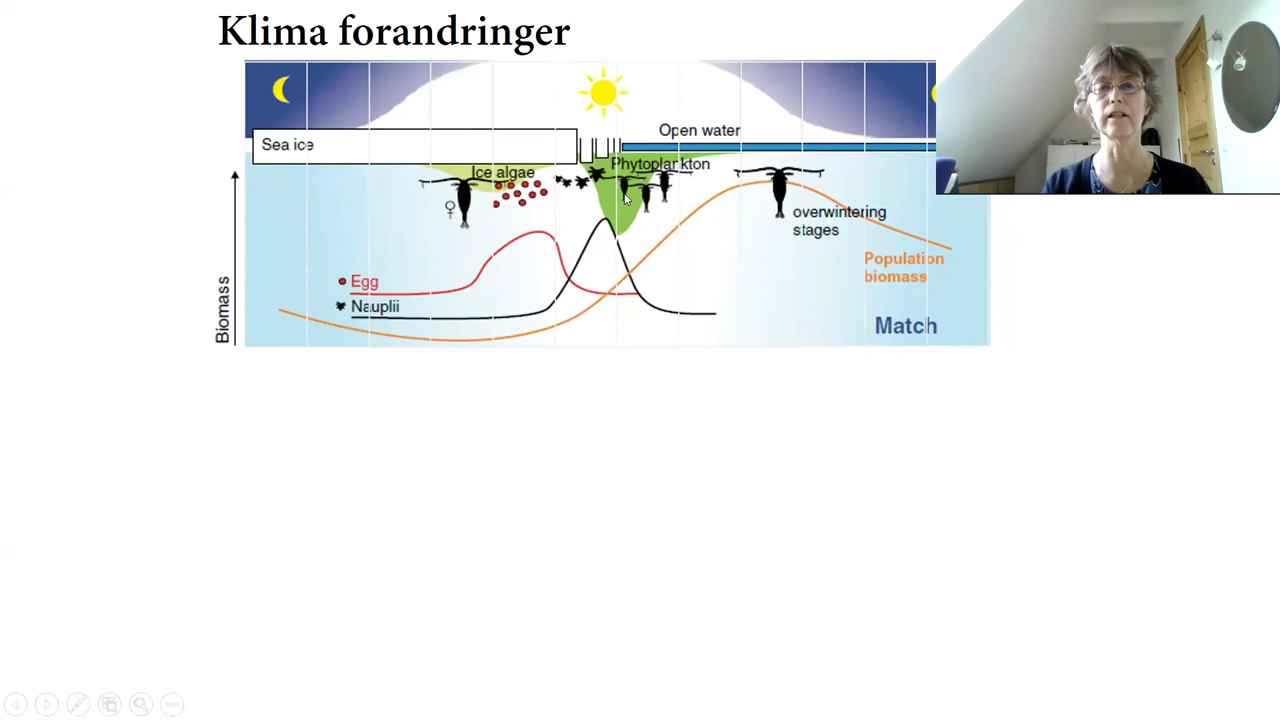 Klima forandringer
Sea ice
Open water
Ice algae
Phytoplankton
overwintering
stages
Egg
Nauplii
Population
biomass
Biomass
Match